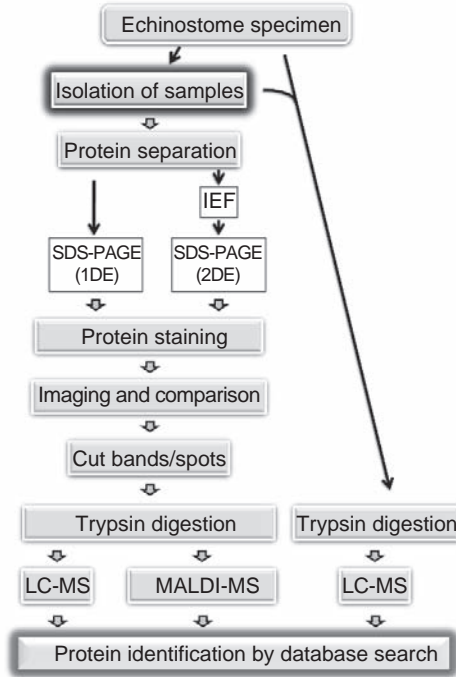 Echinostome specimen
Isolation of samples
Protein separation
IEF
SDS-PAGE
(1DE)
SDS-PAGE
(2DE)
Protein staining
Imaging and comparison
Cut bands/spots
Trypsin digestion
Trypsin digestion
LC-MS
MALDI-MS
LC-MS
Protein identification by database search